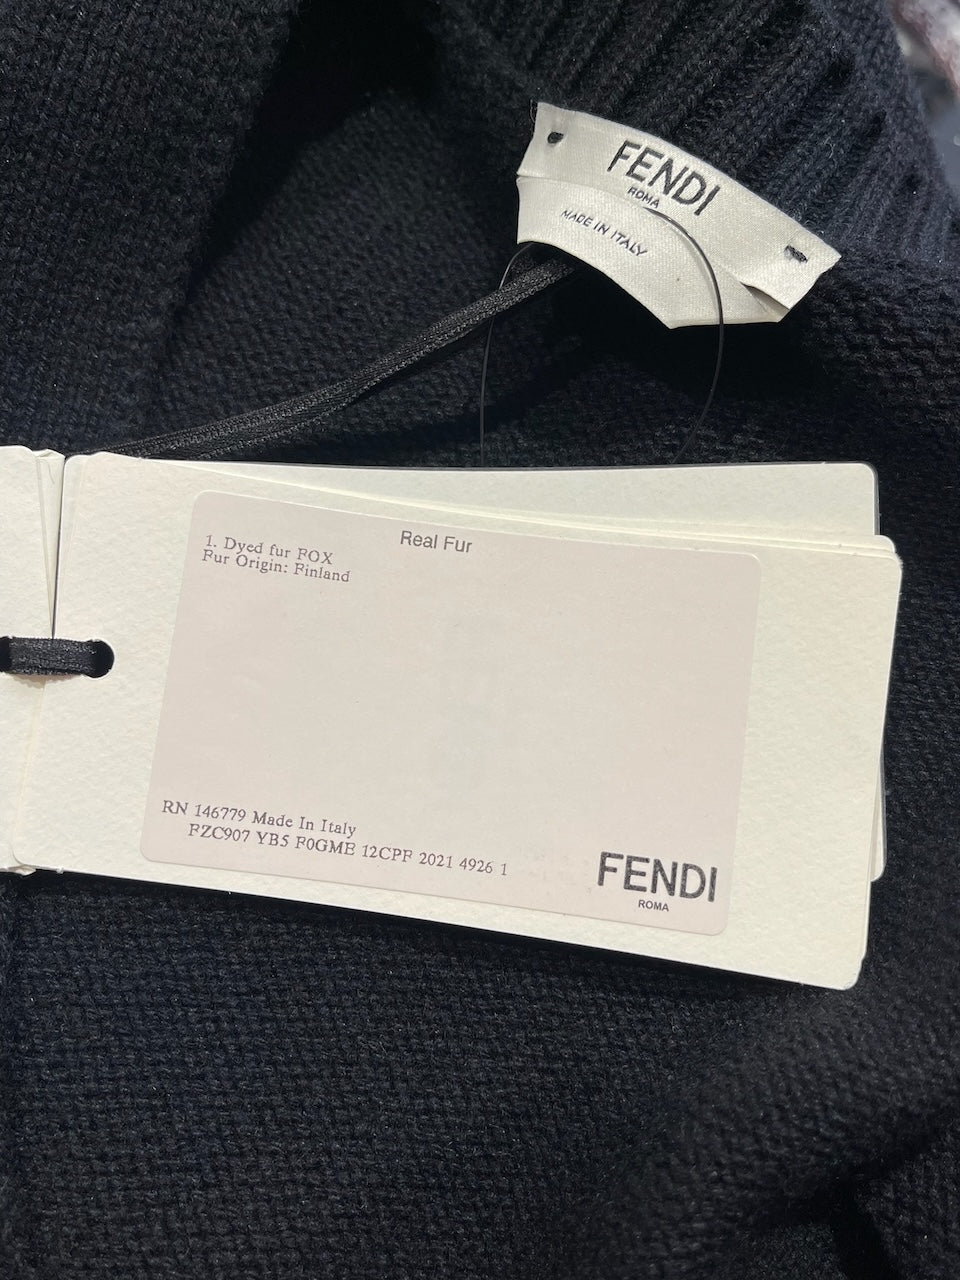 FENDI
ROMA
MADE IN ITALY
Real Fur
1. Dyed fur FOX
Fur Origin: Finland
RN 146779 Made In Italy
FZC907 YB5 F0GME 12CPF 2021 4926 1
FENDI
ROMA